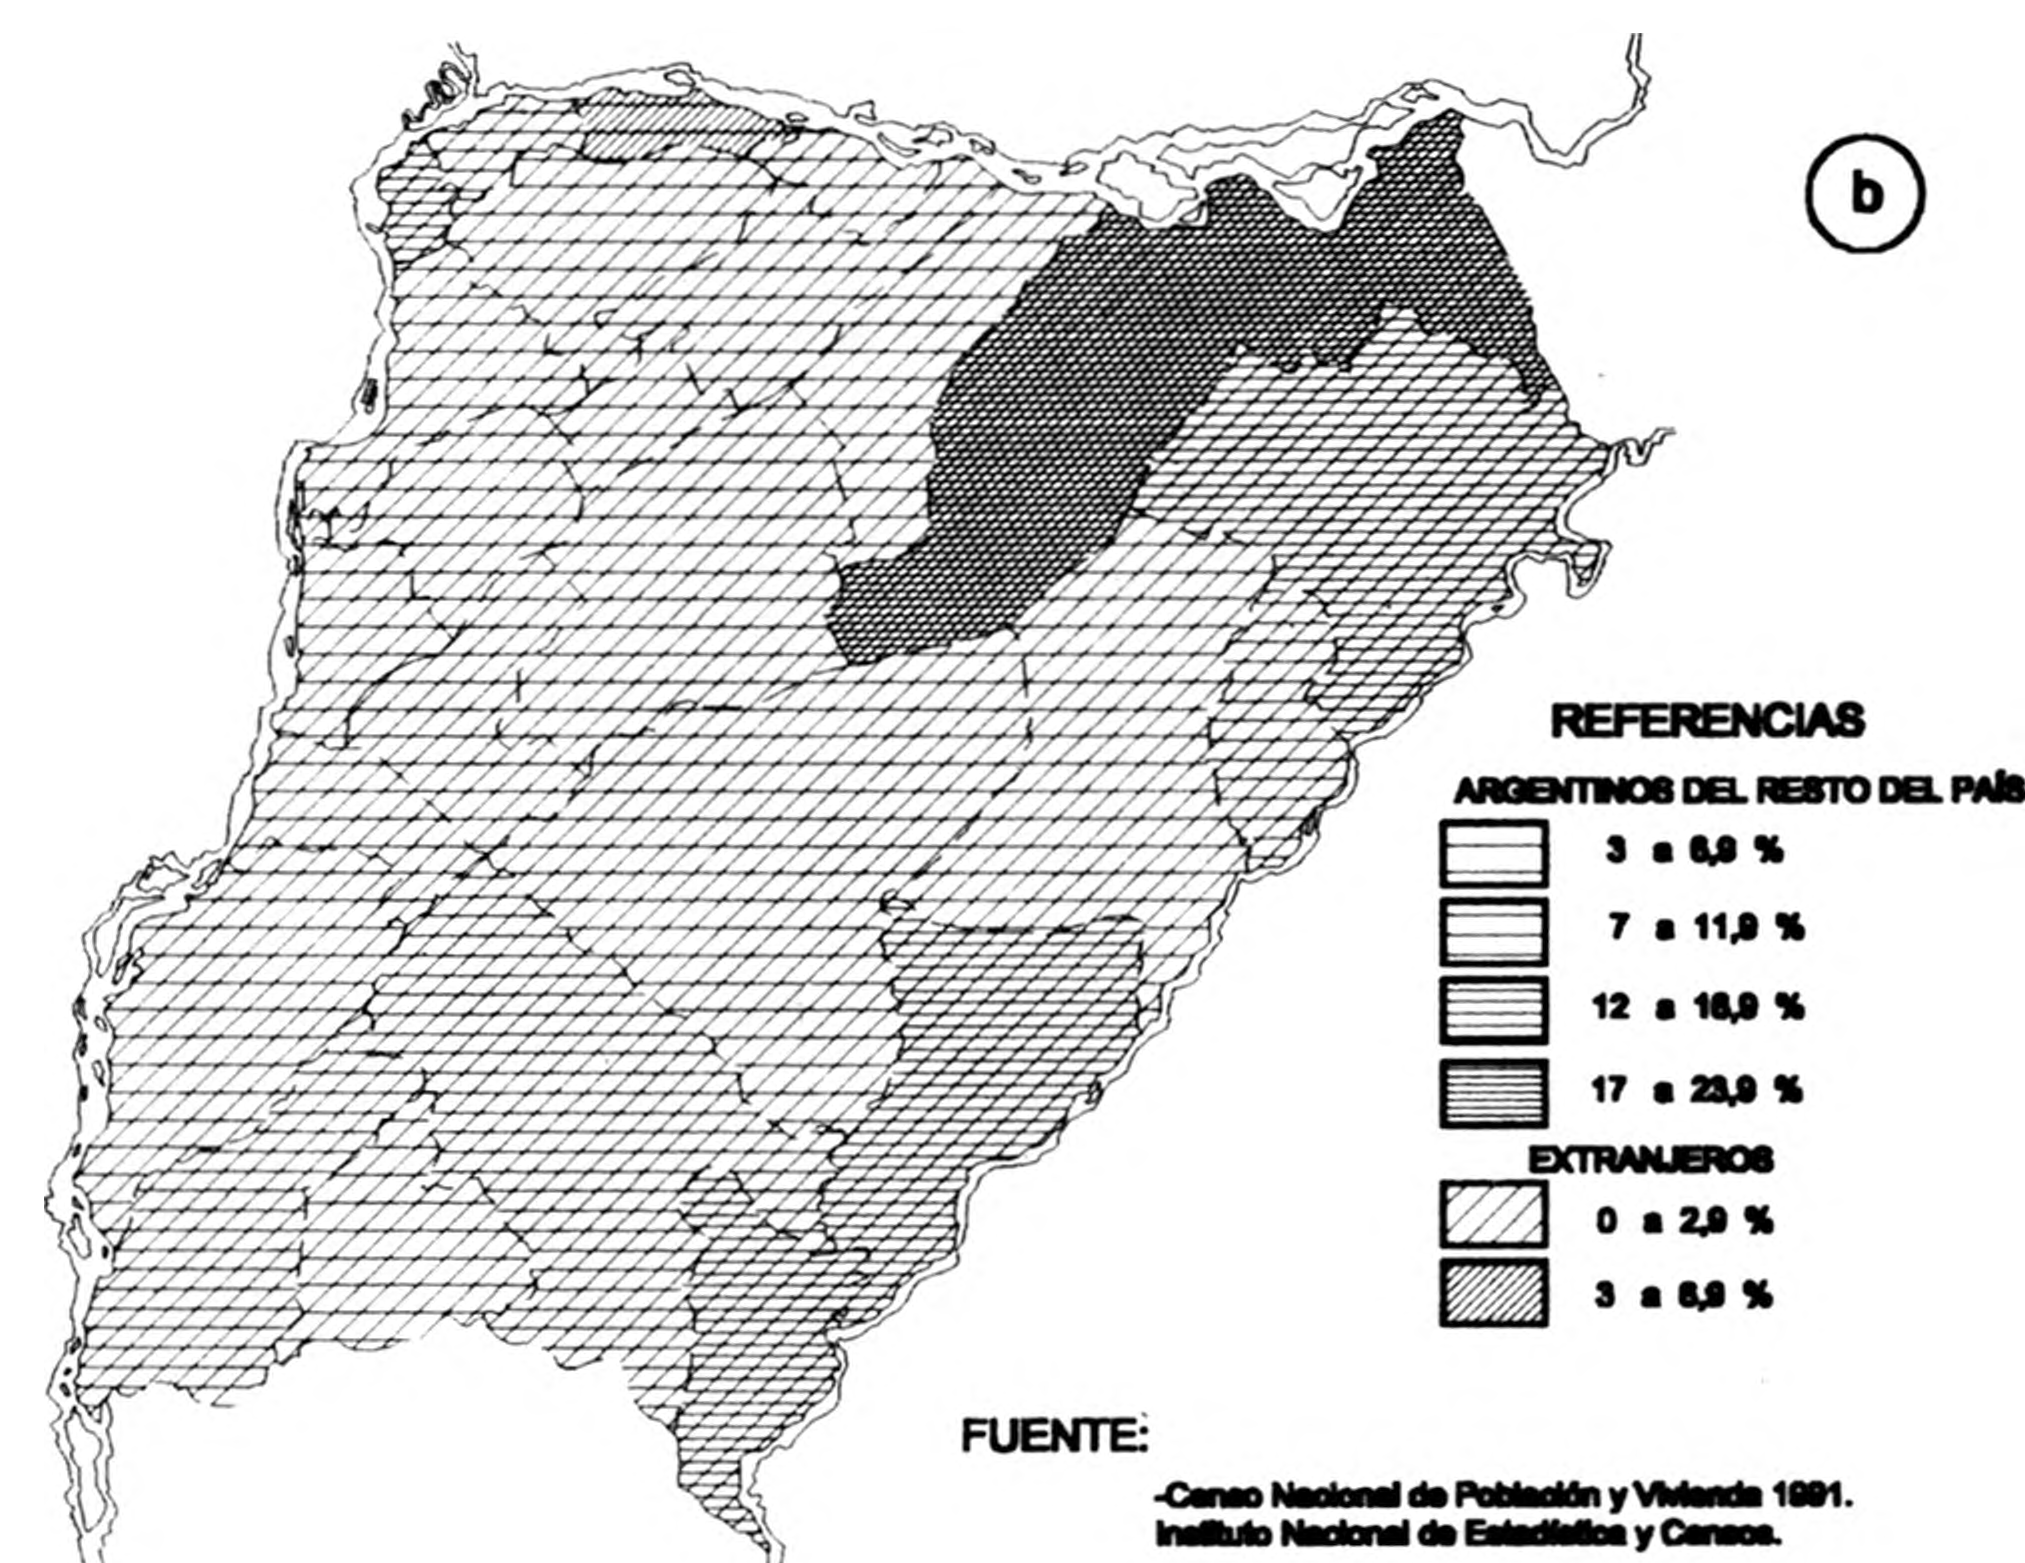 b
REFERENCIAS
ARGENTINOS DEL RESTO DEL PAÍS
3 a 6,9 %
7 a 11,9 %
12 a 16,9 %
17 a 23,9 %
EXTRANJEROS
0 a 2,9 %
3 a 6,9 %
FUENTE:
-Censo Nacional de Población y Vivienda 1991.
Instituto Nacional de Estadística y Censos.